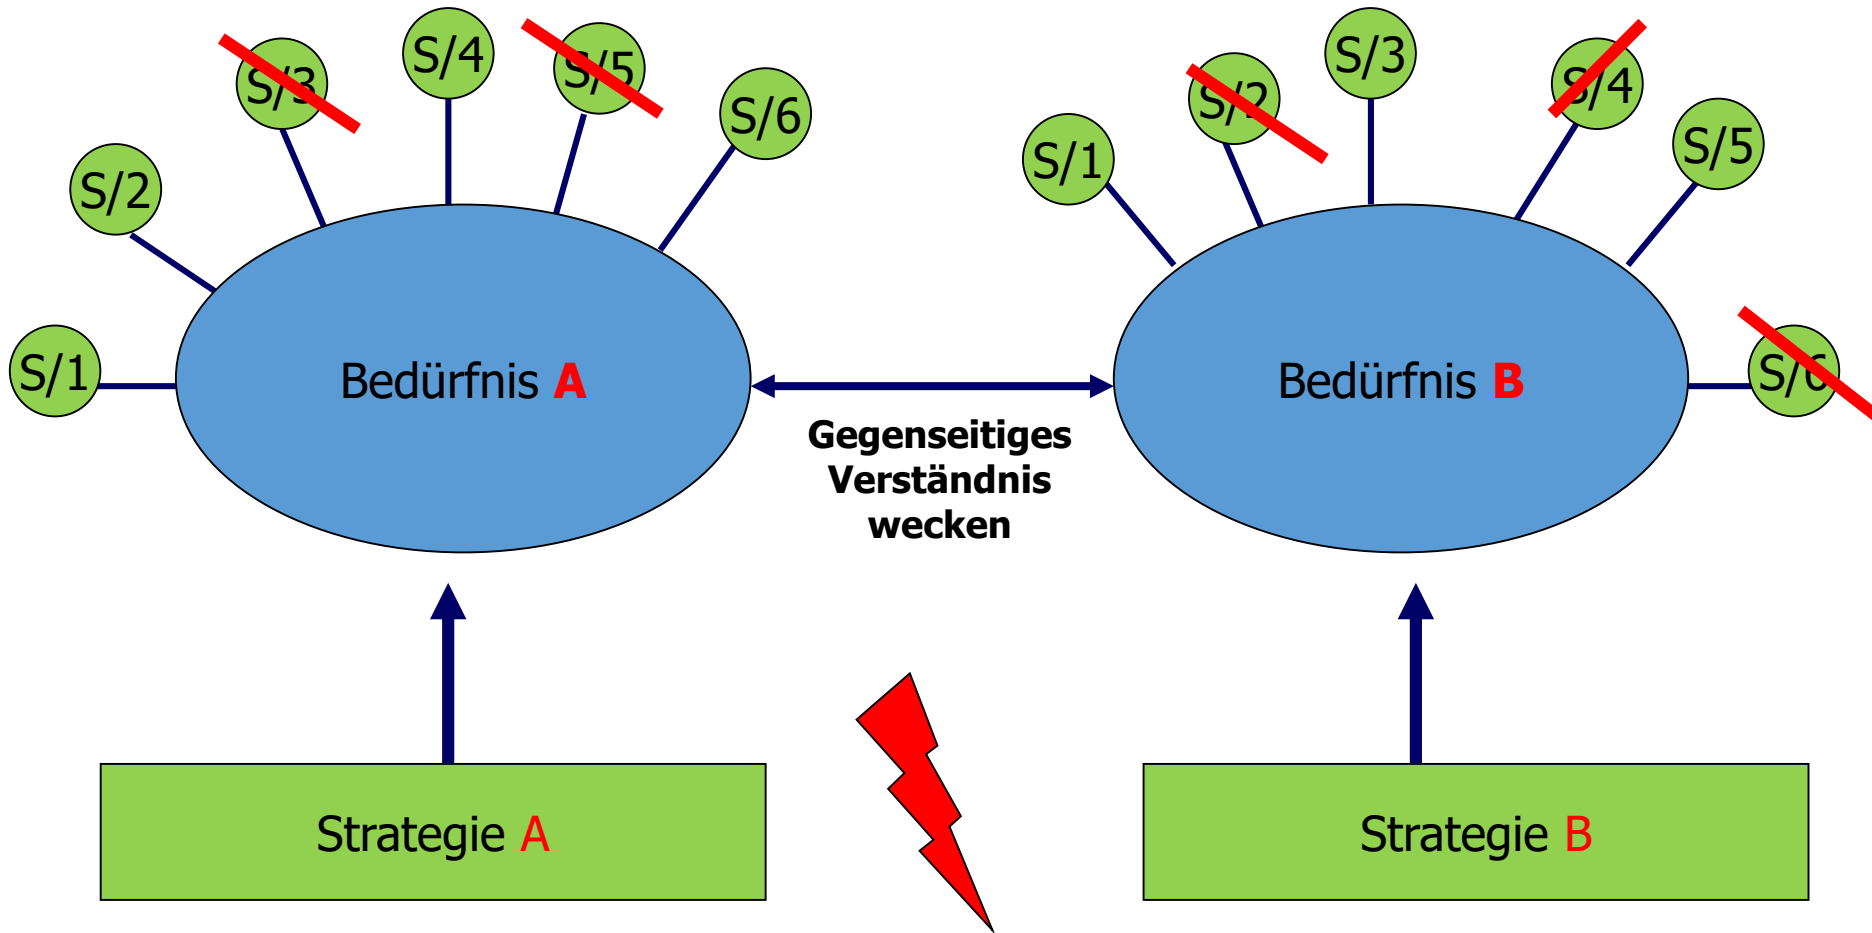 S/1
S/2
S/3
S/4
S/5
S/6
S/1
S/2
S/3
S/4
S/5
S/6
Bedürfnis A
Bedürfnis B
Gegenseitiges
Verständnis
wecken
Strategie A
Strategie B